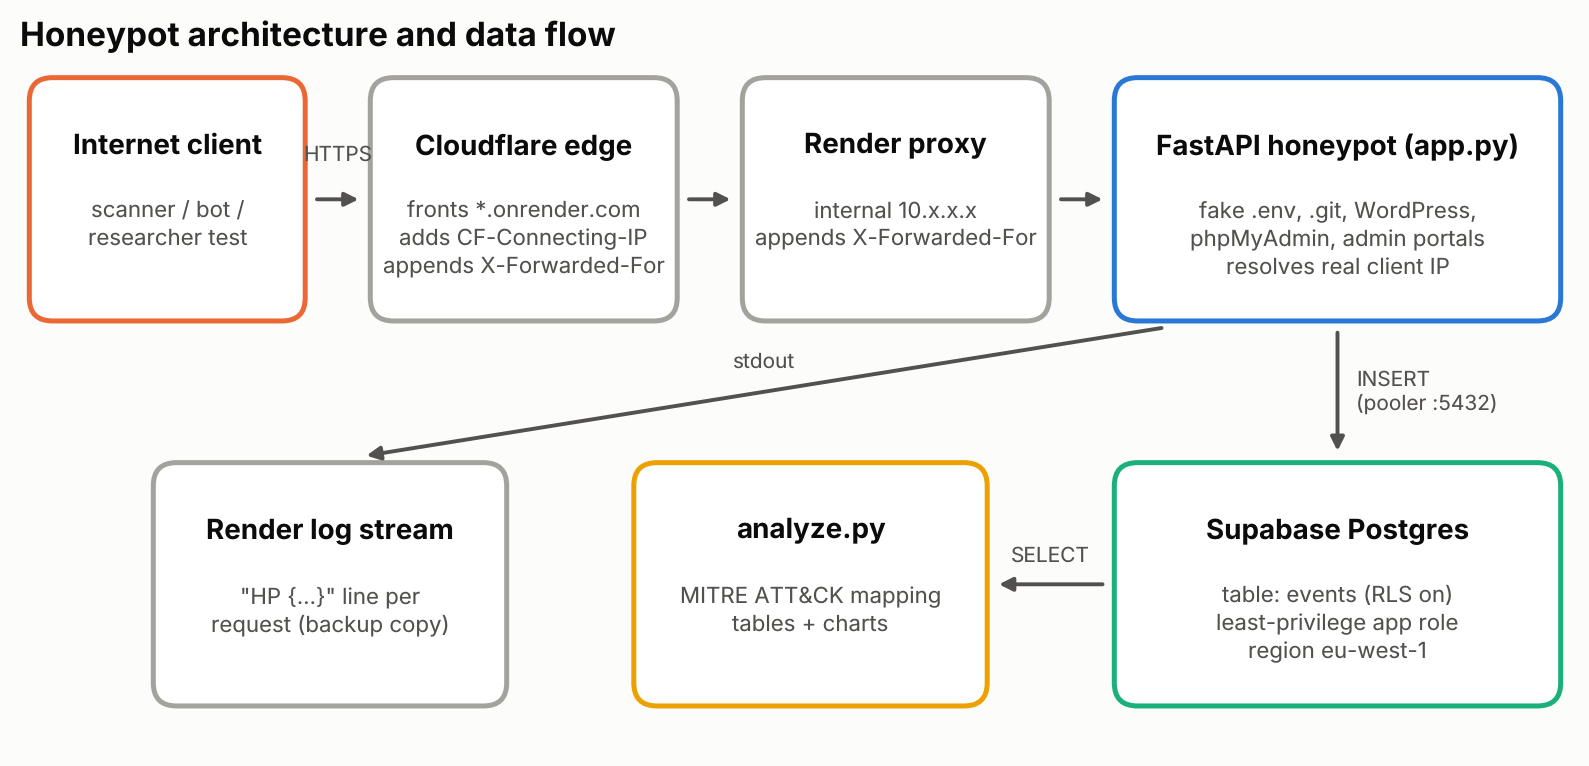 Honeypot architecture and data flow
Internet client
scanner / bot /
researcher test
HTTPS
Cloudflare edge
fronts *.onrender.com
adds CF-Connecting-IP
appends X-Forwarded-For
Render proxy
internal 10.x.x.x
appends X-Forwarded-For
FastAPI honeypot (app.py)
fake .env, .git, WordPress,
phpMyAdmin, admin portals
resolves real client IP
stdout
INSERT
(pooler :5432)
Render log stream
"HP {...}" line per
request (backup copy)
analyze.py
MITRE ATT&CK mapping
tables + charts
SELECT
Supabase Postgres
table: events (RLS on)
least-privilege app role
region eu-west-1